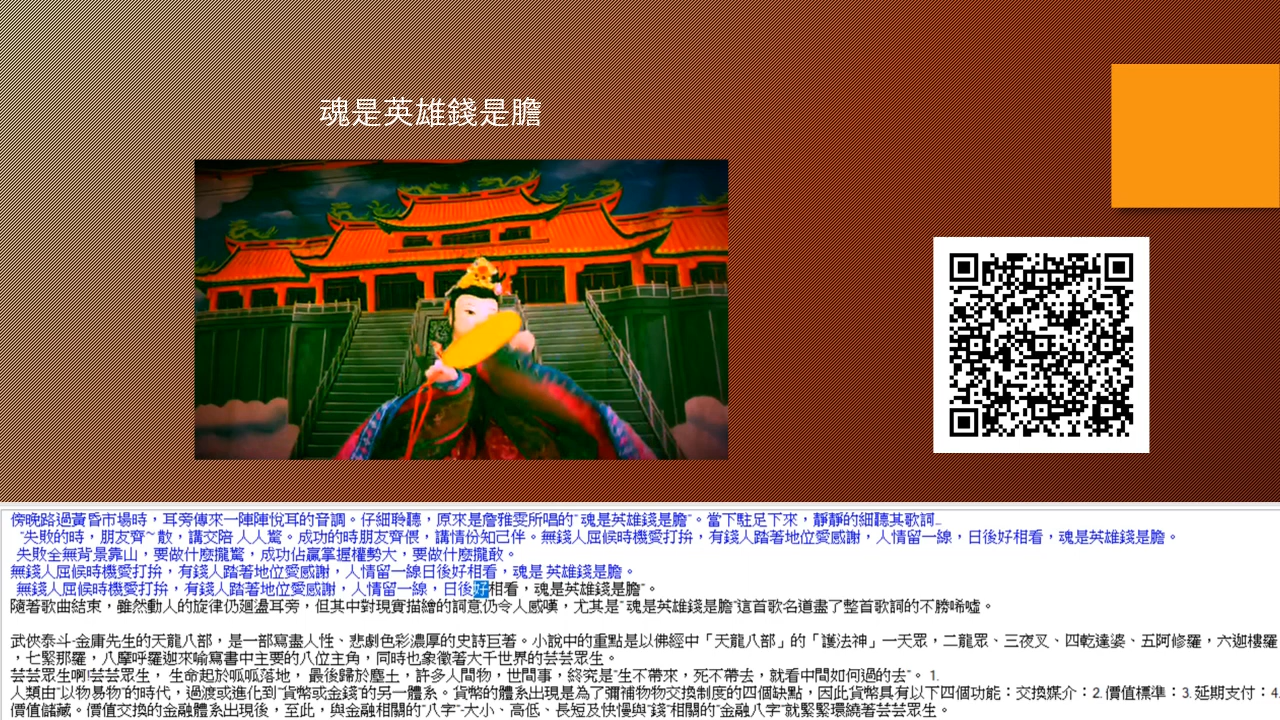 魂是英雄錢是膽
傍晚路過黃昏市場時，耳旁傳來一陣陣悅耳的音調。仔細聆聽，原來是詹雅雯所唱的"魂是英雄錢是膽"。當下駐足下來，靜靜的細聽其歌詞…
"失敗的時，朋友齊~ 散，講交陪 人人驚。成功的時朋友齊偎，講情份知己伴。無錢人屈候時機愛打拚，有錢人踏著地位愛感謝，人情留一線，日後好相看，魂是英雄錢是膽。
失敗全無背景靠山，要做什麼攏驚，成功佔贏掌握權勢大，要做什麼攏敢。
無錢人屈候時機愛打拚，有錢人踏著地位愛感謝，人情留一線日後好相看，魂是 英雄錢是膽。
無錢人屈候時機愛打拚，有錢人踏著地位愛感謝，人情留一線，日後好相看，魂是英雄錢是膽"。
隨著歌曲結束，雖然動人的旋律仍迴盪耳旁，但其中對現實描繪的詞意仍令人感嘆，尤其是"魂是英雄錢是膽"這首歌名道盡了整首歌詞的不勝唏噓。
武俠泰斗-金庸先生的天龍八部，是一部寫盡人性、悲劇色彩濃厚的史詩巨著。小說中的重點是以佛經中「天龍八部」的「護法神」一天眾，二龍眾、三夜叉、四乾達婆、五阿修羅，六迦樓羅
，七緊那羅，八摩呼羅迦來喻寫書中主要的八位主角，同時也象徵著大千世界的芸芸眾生。
芸芸眾生啊!芸芸眾生， 生命起於呱呱落地， 最後歸於塵土，許多人間物，世間事，終究是"生不帶來，死不帶去，就看中間如何過的去"。 1.
人類由"以物易物"的時代，過渡或進化到"貨幣或金錢"的另一體系。貨幣的體系出現是為了彌補物物交換制度的四個缺點，因此貨幣具有以下四個功能：交換媒介：2. 價值標準：3. 延期支付：4.
價值儲藏。價值交換的金融體系出現後，至此，與金融相關的"八字"-大小、高低、長短及快慢與"錢"相關的"金融八字"就緊緊環繞著芸芸眾生。